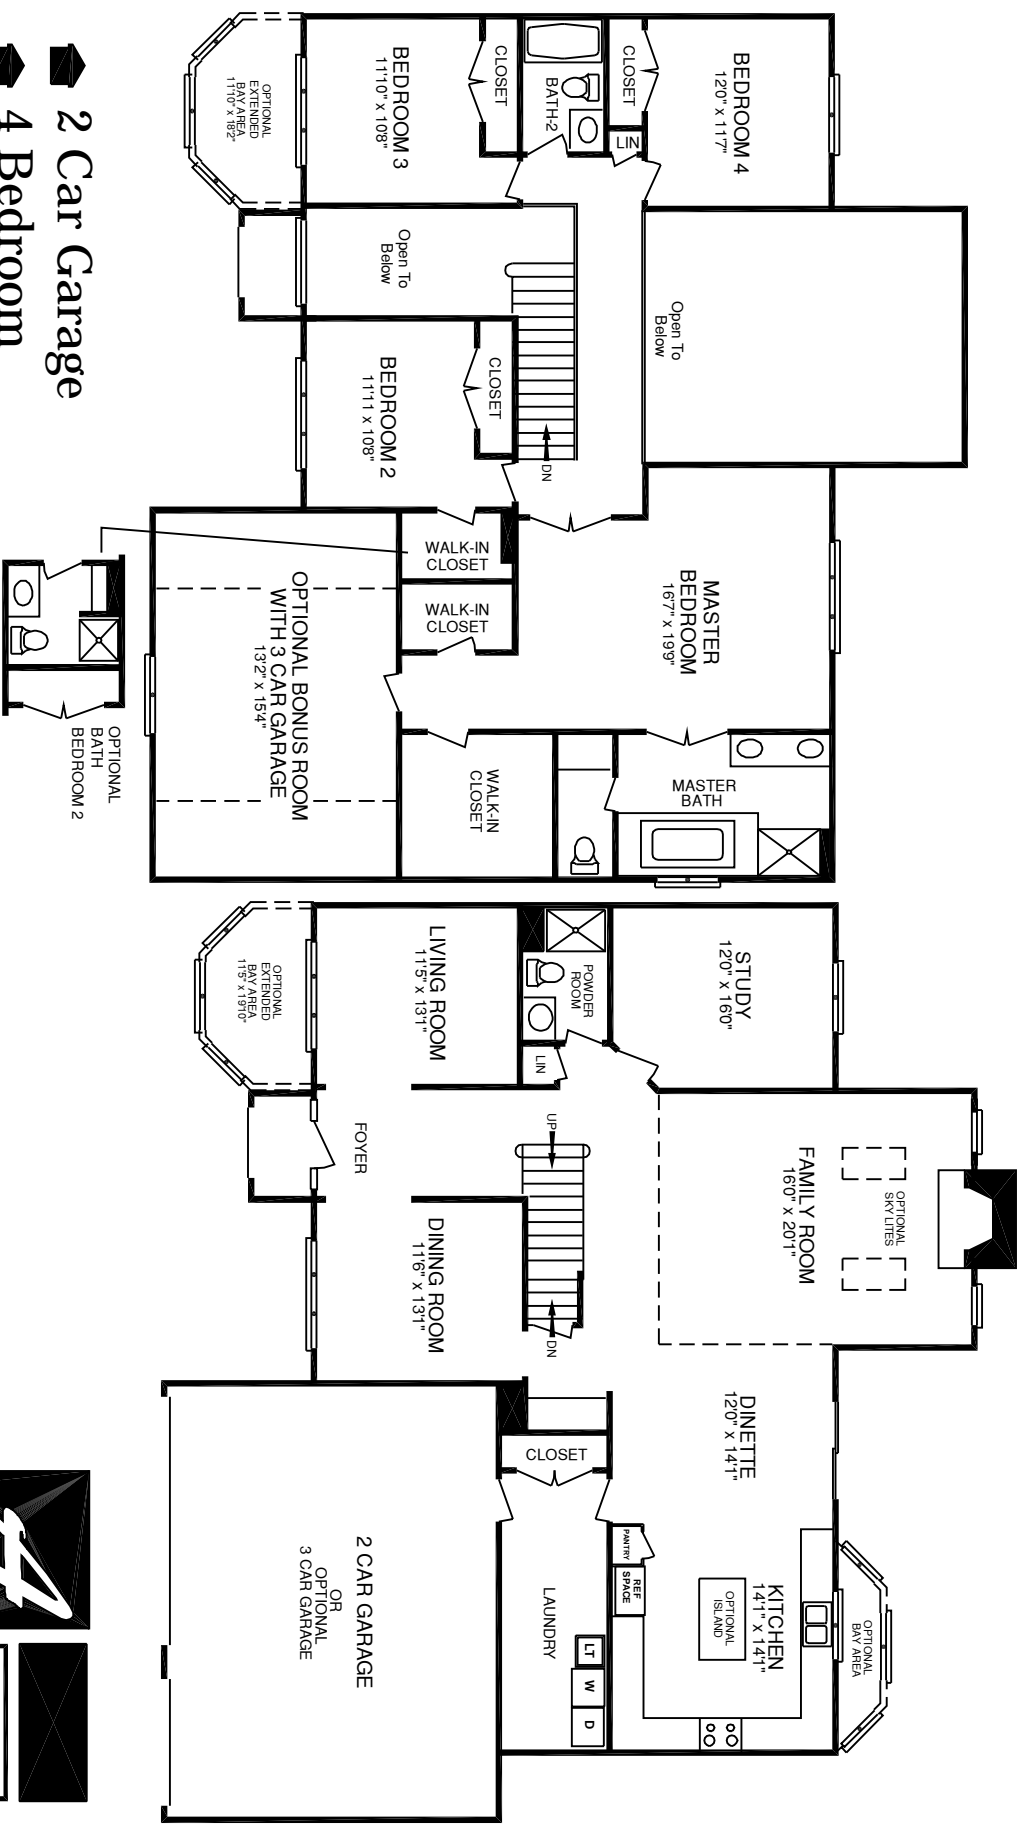 BEDROOM 4
12'0" x 11'7"
CLOSET
LIN
BATH-2
CLOSET
BEDROOM 3
11'10" x 10'8"
OPTIONAL
EXTENDED
BAY AREA
11'10" x 18'2"
Open To
Below
Open To
Below
CLOSET
BEDROOM 2
11'11 x 10'8"
DN
MASTER
BEDROOM
16'7" x 19'9"
WALK-IN
CLOSET
WALK-IN
CLOSET
OPTIONAL BONUS ROOM
WITH 3 CAR GARAGE
13'2" x 15'4"
OPTIONAL
BATH
BEDROOM 2
MASTER
BATH
WALK-IN
CLOSET
STUDY
12'0" x 16'0"
POWDER
ROOM
LIN
LIVING ROOM
11'5" x 13'1"
OPTIONAL
EXTENDED
BAY AREA
11'5" x 19'10"
FOYER
UP
FAMILY ROOM
16'0" x 20'1"
OPTIONAL
SKY LITES
DINING ROOM
11'6" x 13'1"
DN
DINETTE
12'0" x 14'1"
CLOSET
PANTRY
REF
SPACE
KITCHEN
14'1" x 14'1"
OPTIONAL
ISLAND
OPTIONAL
BAY AREA
LAUNDRY
LT
W
D
2 CAR GARAGE
OR
OPTIONAL
3 CAR GARAGE
2 Car Garage
4 Bedroom
4